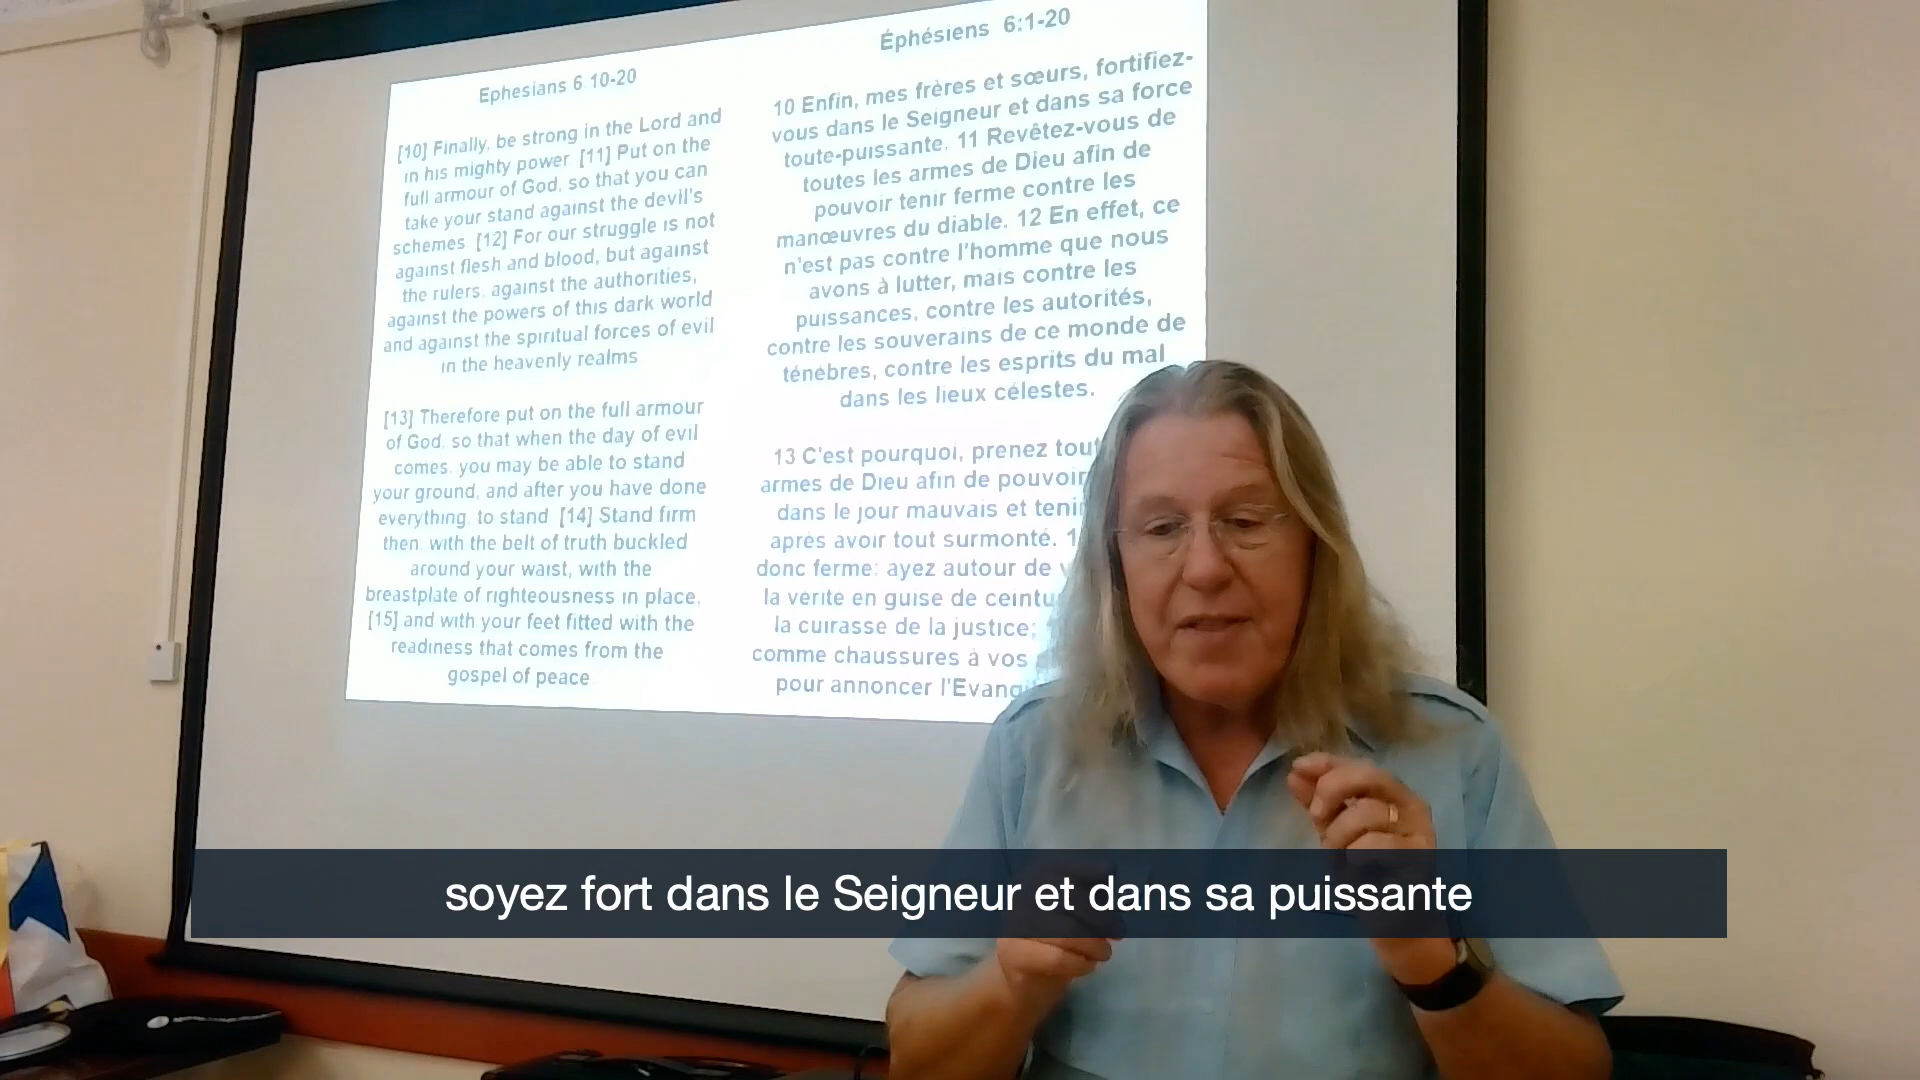 Ephesians 6 10-20
[10] Finally, be strong in the Lord and
in his mighty power [11] Put on the
full armour of God, so that you can
take your stand against the devil's
schemes [12] For our struggle is not
against flesh and blood, but against
the rulers, against the authorities,
against the powers of this dark world
and against the spiritual forces of evil
in the heavenly realms
[13] Therefore put on the full armour
of God, so that when the day of evil
comes, you may be able to stand
your ground, and after you have done
everything, to stand [14] Stand firm
then, with the belt of truth buckled
around your waist, with the
breastplate of righteousness in place,
[15] and with your feet fitted with the
readiness that comes from the
gospel of peace
Éphésiens 6:1-20
10 Enfin, mes frères et sœurs, fortifiez-
vous dans le Seigneur et dans sa force
toute-puissante. 11 Revêtez-vous de
toutes les armes de Dieu afin de
pouvoir tenir ferme contre les
manœuvres du diable. 12 En effet, ce
n'est pas contre l'homme que nous
avons à lutter, mais contre les
puissances, contre les autorités,
contre les souverains de ce monde de
ténèbres, contre les esprits du mal
dans les lieux célestes.
13 C'est pourquoi, prenez tout
armes de Dieu afin de pouvoir
dans le jour mauvais et teni
après avoir tout surmonté. 1
donc ferme: ayez autour de v
la vérité en guise de ceintu
la cuirasse de la justice;
comme chaussures à vos
pour annoncer l'Evang
soyez fort dans le Seigneur et dans sa puissante